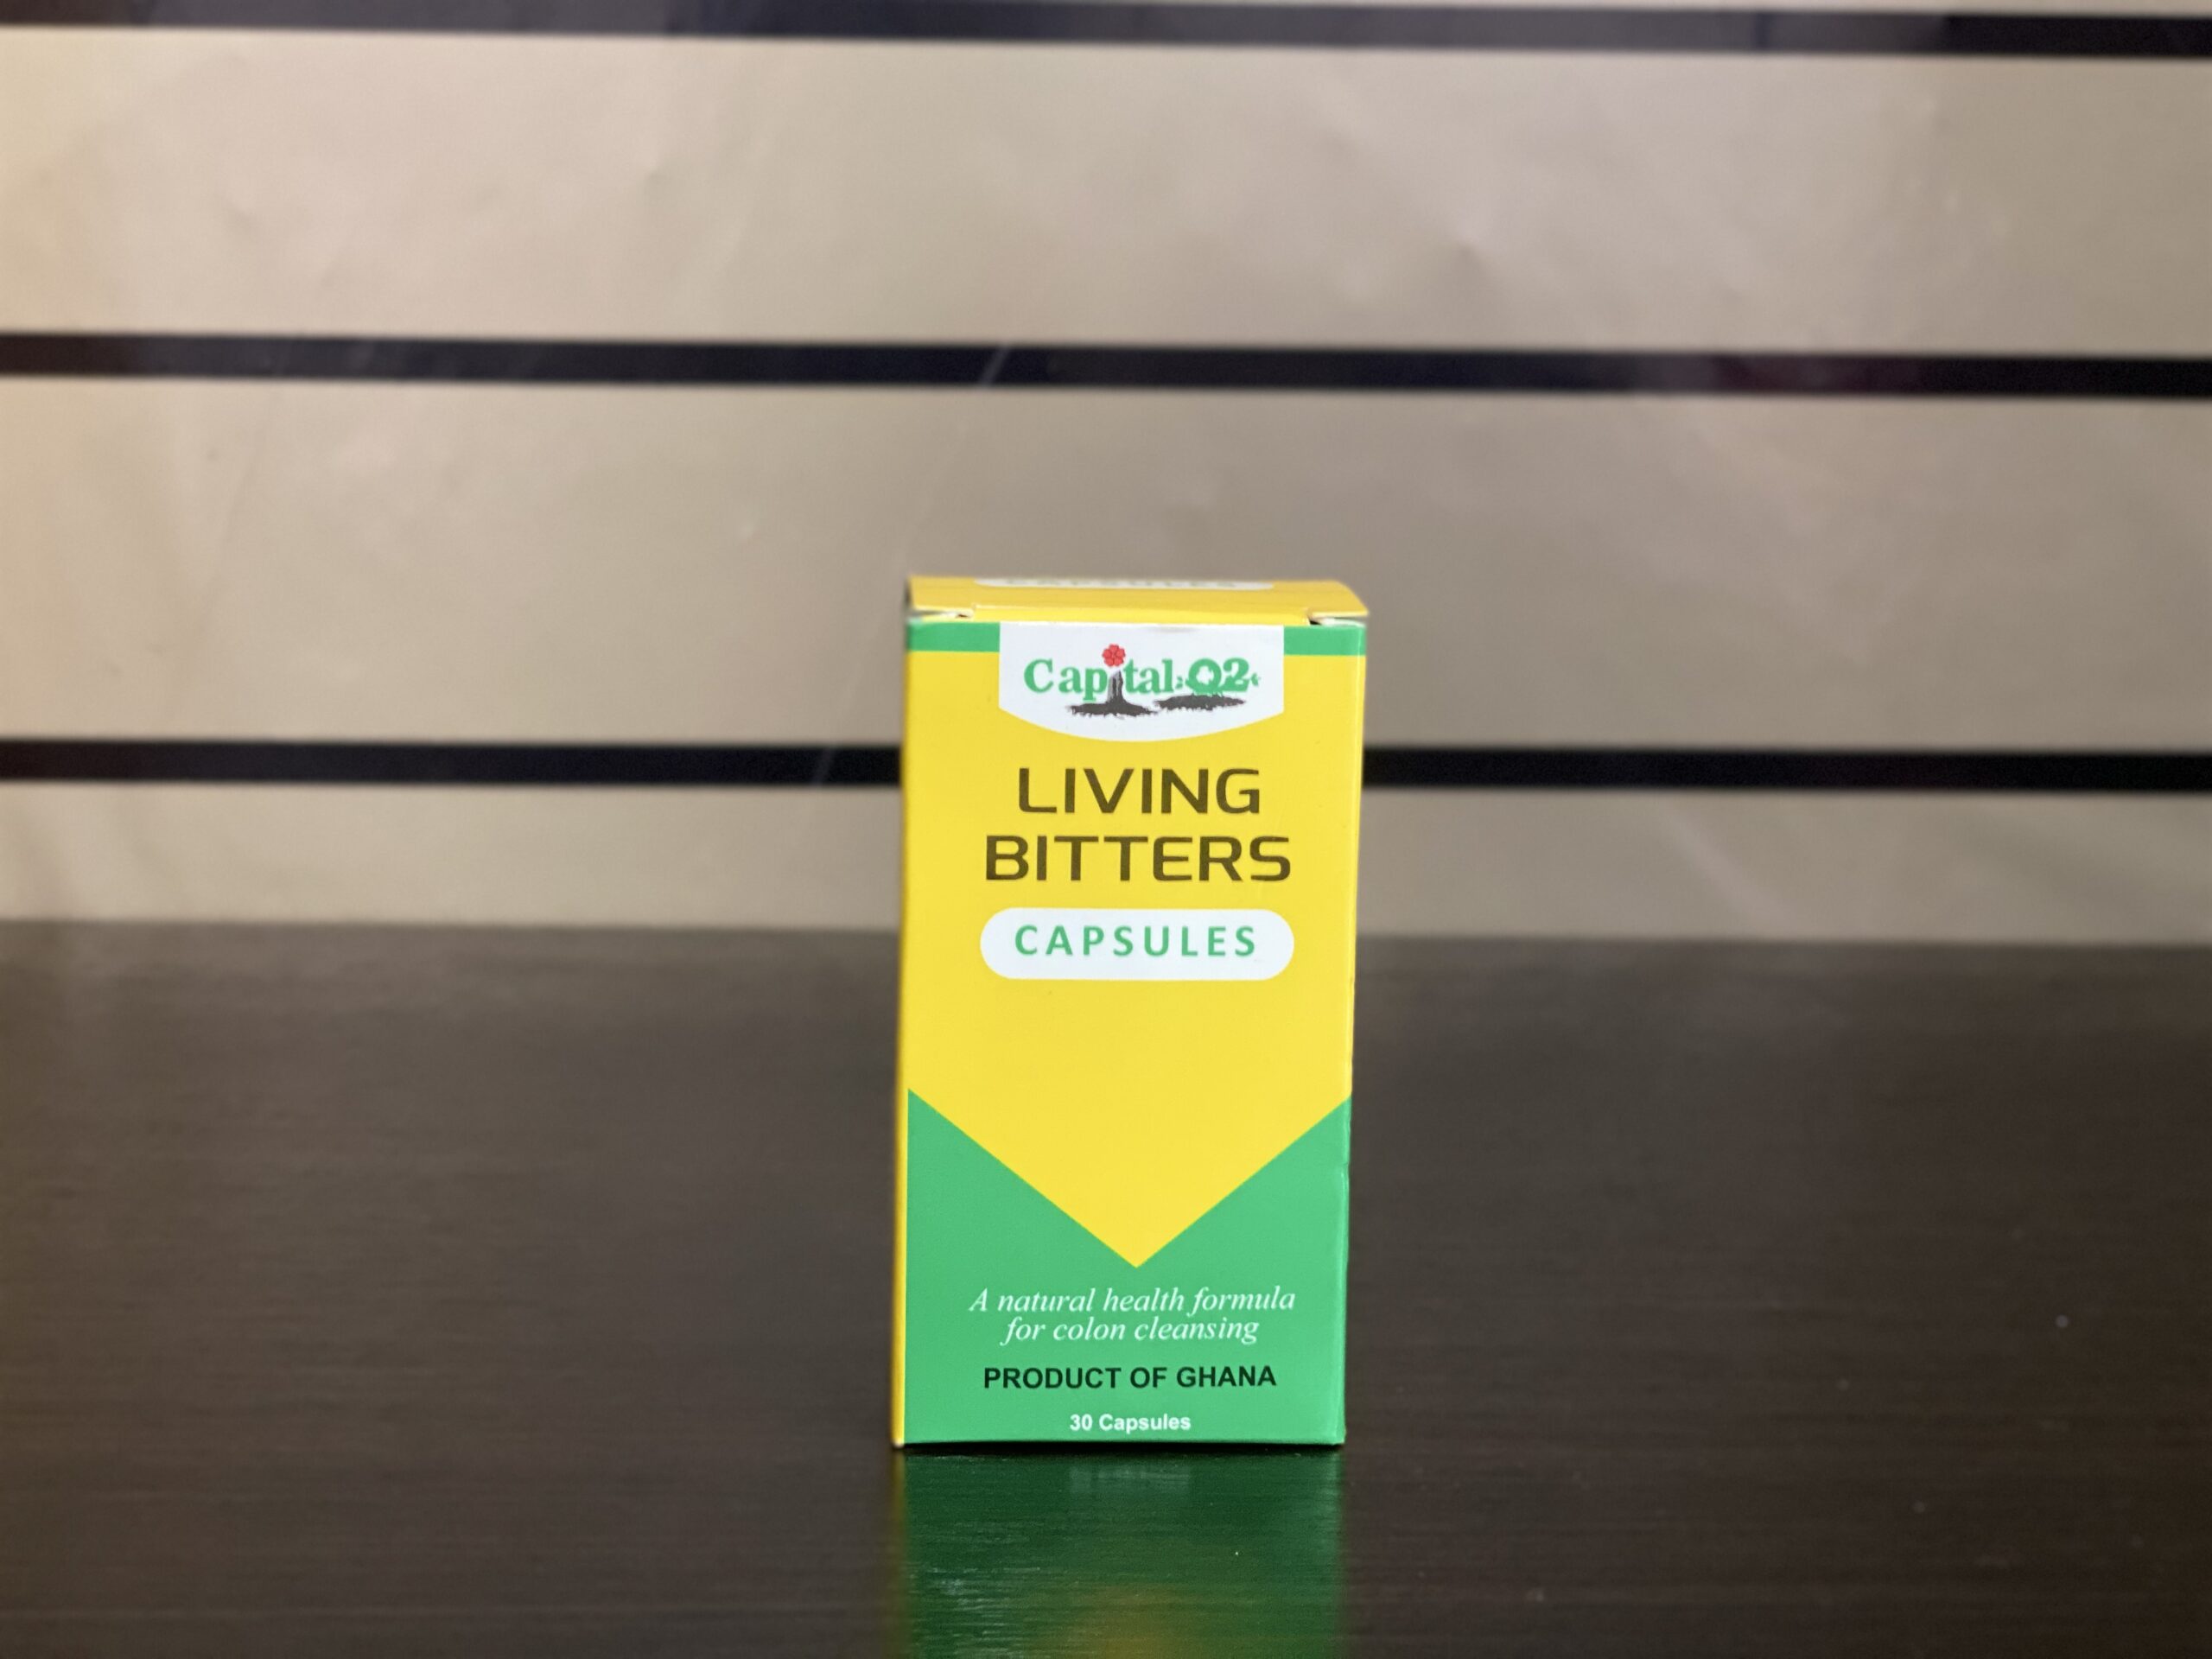 Capital O2
LIVING
BITTERS
CAPSULES
A natural health formula
for colon cleansing
PRODUCT OF GHANA
30 Capsules